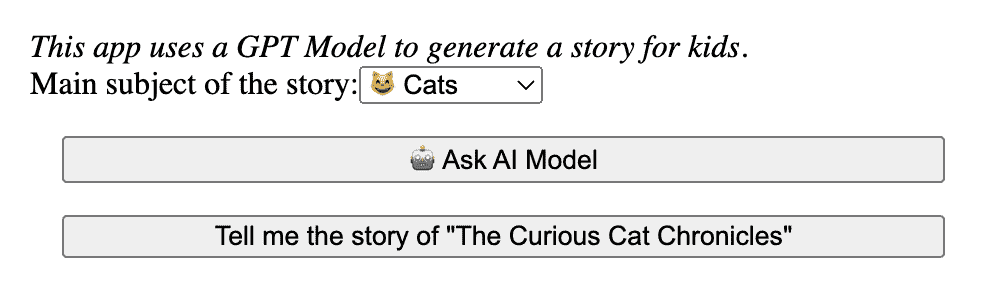 This app uses a GPT Model to generate a story for kids.
Main subject of the story: 😺 Cats
🤖 Ask AI Model
Tell me the story of "The Curious Cat Chronicles"